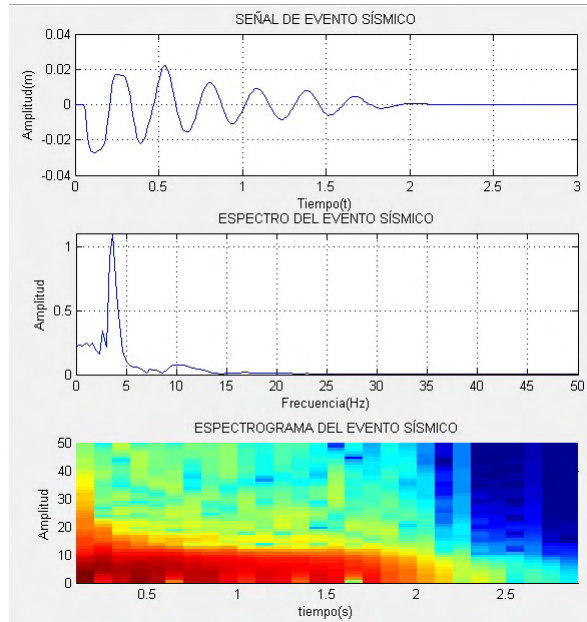 SEÑAL DE EVENTO SÍSMICO
0.04
0.02
0
-0.02
-0.04
Amplitud(m)
0 0.5 1 1.5 2 2.5 3
Tiempo(t)
ESPECTRO DEL EVENTO SÍSMICO
1
0.5
0
Amplitud
0 5 10 15 20 25 30 35 40 45 50
Frecuencia(Hz)
ESPECTROGRAMA DEL EVENTO SÍSMICO
50
40
30
20
10
0
Amplitud
0.5 1 1.5 2 2.5
tiempo(s)